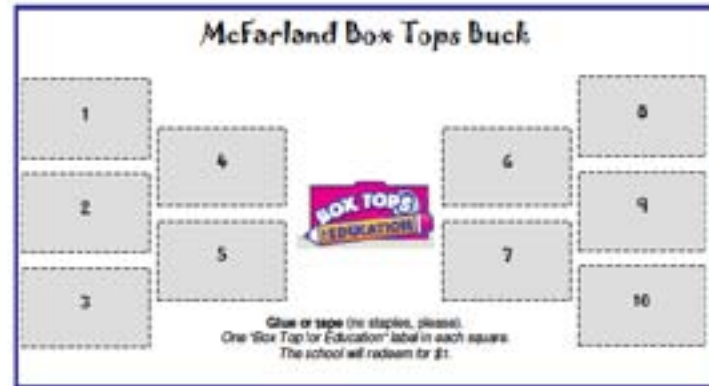 McFarland Box Tops Buck
1
8
4
6
2
9
BOX TOPS
EDUCATION
5
7
3
10
Glue or tape (no staples, please).
One "Box Top for Education" label in each square.
The school will redeem for $1.